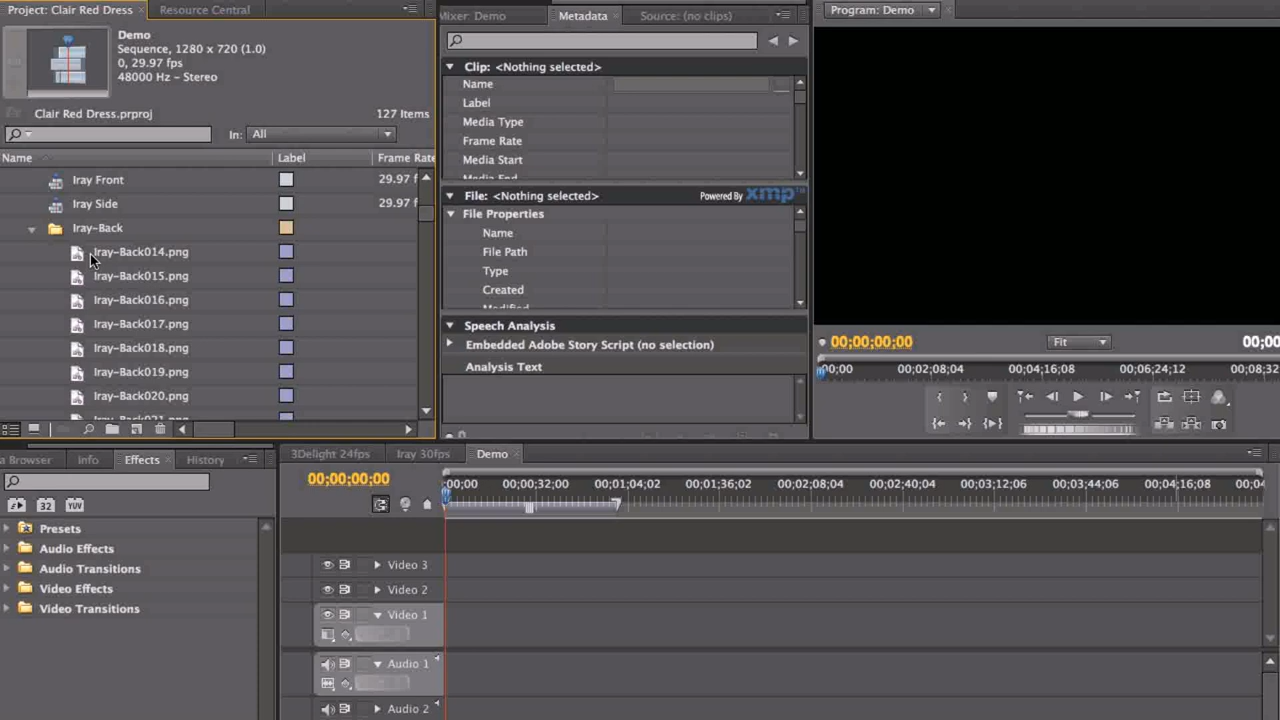 Project: Clair Red Dress
Resource Central
Demo
Sequence, 1280 x 720 (1.0)
0, 29.97 fps
48000 Hz - Stereo
Clair Red Dress.prproj
127 Items
In: All
Name
Label
Frame Rate
Iray Front
29.97 f
Iray Side
29.97 f
Iray-Back
Iray-Back014.png
Iray-Back015.png
Iray-Back016.png
Iray-Back017.png
Iray-Back018.png
Iray-Back019.png
Iray-Back020.png
Iray-Back021.png
Mixer: Demo
Metadata
Source: (no clips)
Clip: <Nothing selected>
Name
Label
Media Type
Frame Rate
Media Start
Media End
File: <Nothing selected>
Powered By xmp™
File Properties
Name
File Path
Type
Created
Modified
Speech Analysis
Embedded Adobe Story Script (no selection)
Analysis Text
Program: Demo
00;00;00;00
Fit
00;00
00;00
00;02;08;04
00;04;16;08
00;06;24;12
00;08;32
a Browser
Info
Effects
History
32
YUV
Presets
Audio Effects
Audio Transitions
Video Effects
Video Transitions
3Delight 24fps
Iray 30fps
Demo
00;00;00;00
;00;00
00;00;32;00
00;01;04;02
00;01;36;02
00;02;08;04
00;02;40;04
00;03;12;06
00;03;44;06
00;04;16;08
00;04
Video 3
Video 2
Video 1
Audio 1
Audio 2